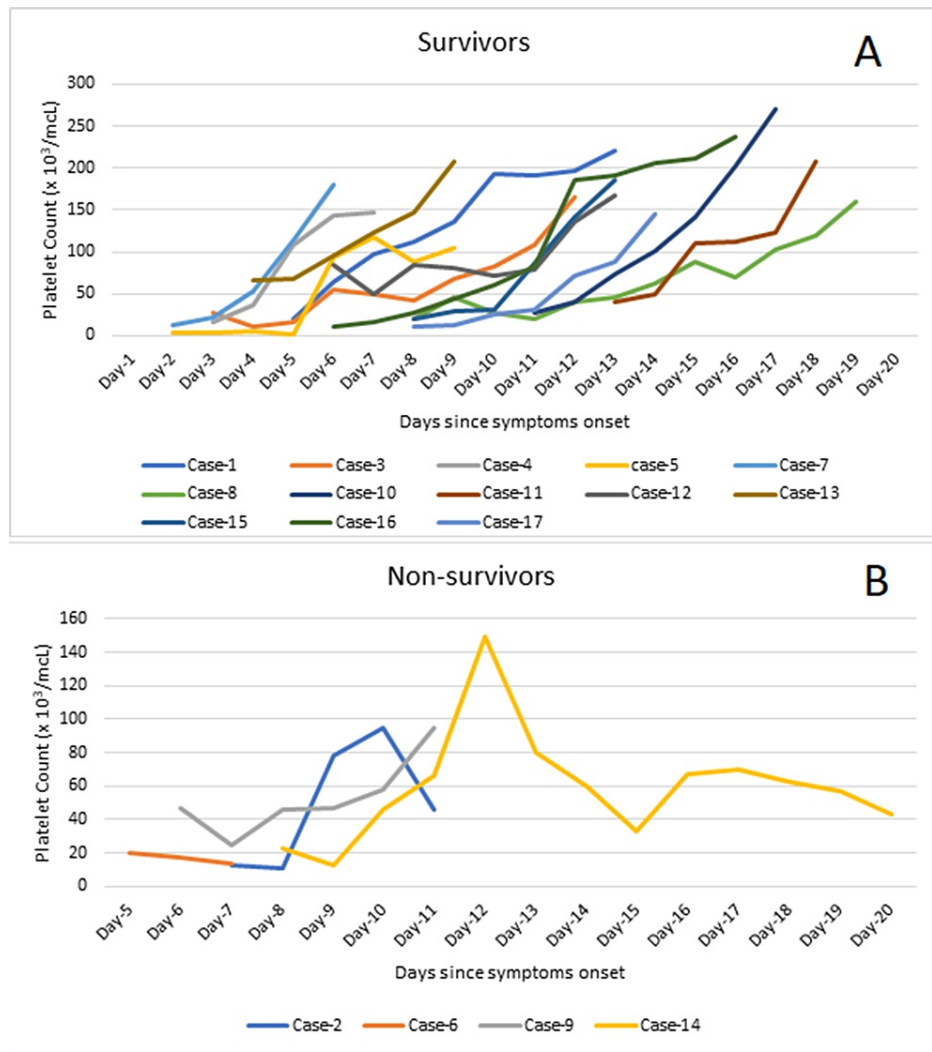 Survivors
A
Platelet Count (x 10³/mcL)
300
250
200
150
100
50
0
Day-1 Day-2 Day-3 Day-4 Day-5 Day-6 Day-7 Day-8 Day-9 Day-10 Day-11 Day-12 Day-13 Day-14 Day-15 Day-16 Day-17 Day-18 Day-19 Day-20
Days since symptoms onset
Case-1 Case-3 Case-4 case-5 Case-7
Case-8 Case-10 Case-11 Case-12 Case-13
Case-15 Case-16 Case-17
Non-survivors
B
Platelet Count (x 10³/mcL)
160
140
120
100
80
60
40
20
0
Day-5 Day-6 Day-7 Day-8 Day-9 Day-10 Day-11 Day-12 Day-13 Day-14 Day-15 Day-16 Day-17 Day-18 Day-19 Day-20
Days since symptoms onset
Case-2 Case-6 Case-9 Case-14